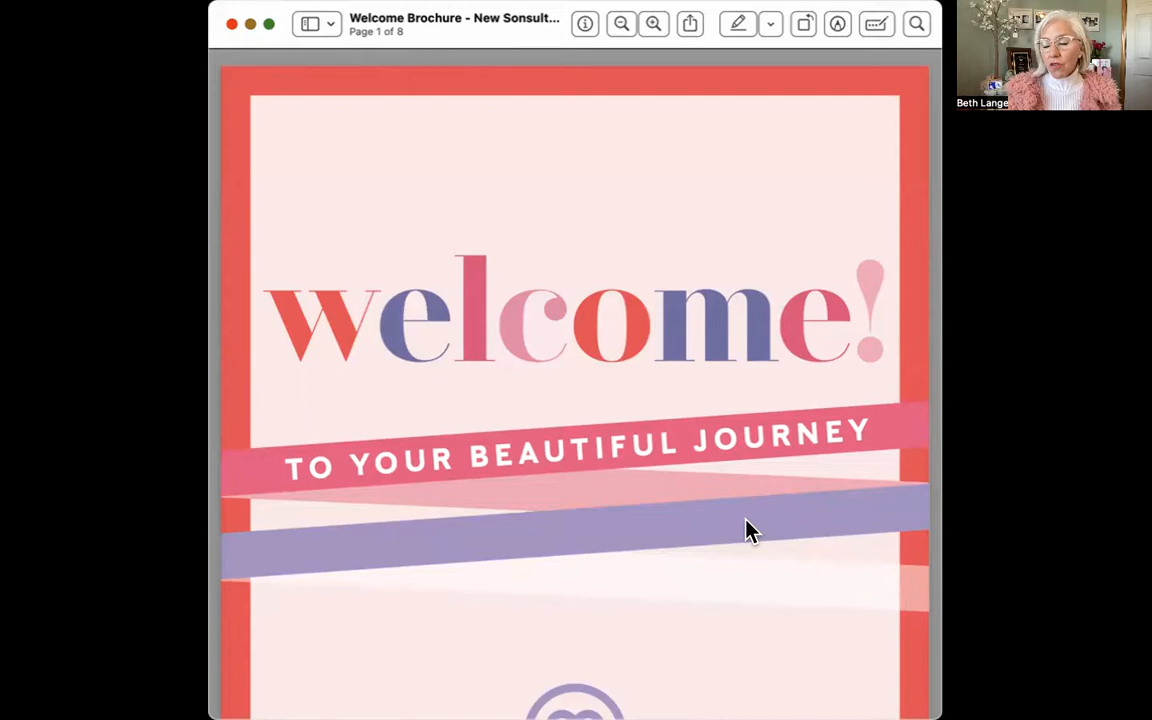 Welcome Brochure - New Sonsult...
Page 1 of 8
Beth Lange
welcome!
TO YOUR BEAUTIFUL JOURNEY